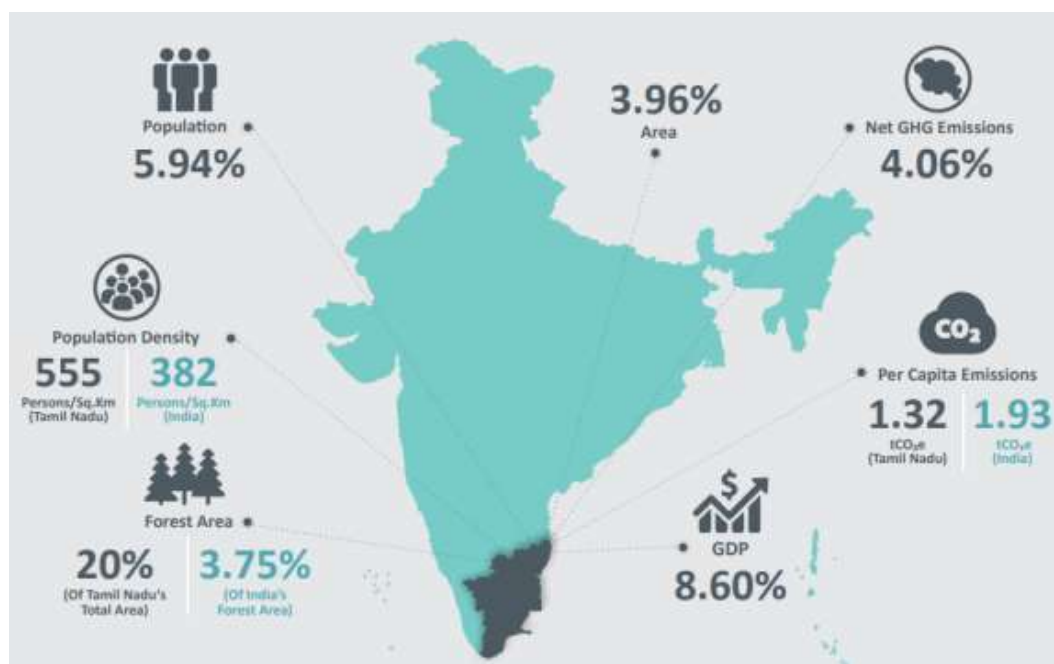 Population
5.94%
3.96%
Area
Net GHG Emissions
4.06%
Population Density
555
Persons/Sq.Km
(Tamil Nadu)
382
Persons/Sq.Km
(India)
CO₂
Per Capita Emissions
1.32
tCO₂e
(Tamil Nadu)
1.93
tCO₂e
(India)
Forest Area
20%
(Of Tamil Nadu's
Total Area)
3.75%
(Of India's
Forest Area)
$
GDP
8.60%